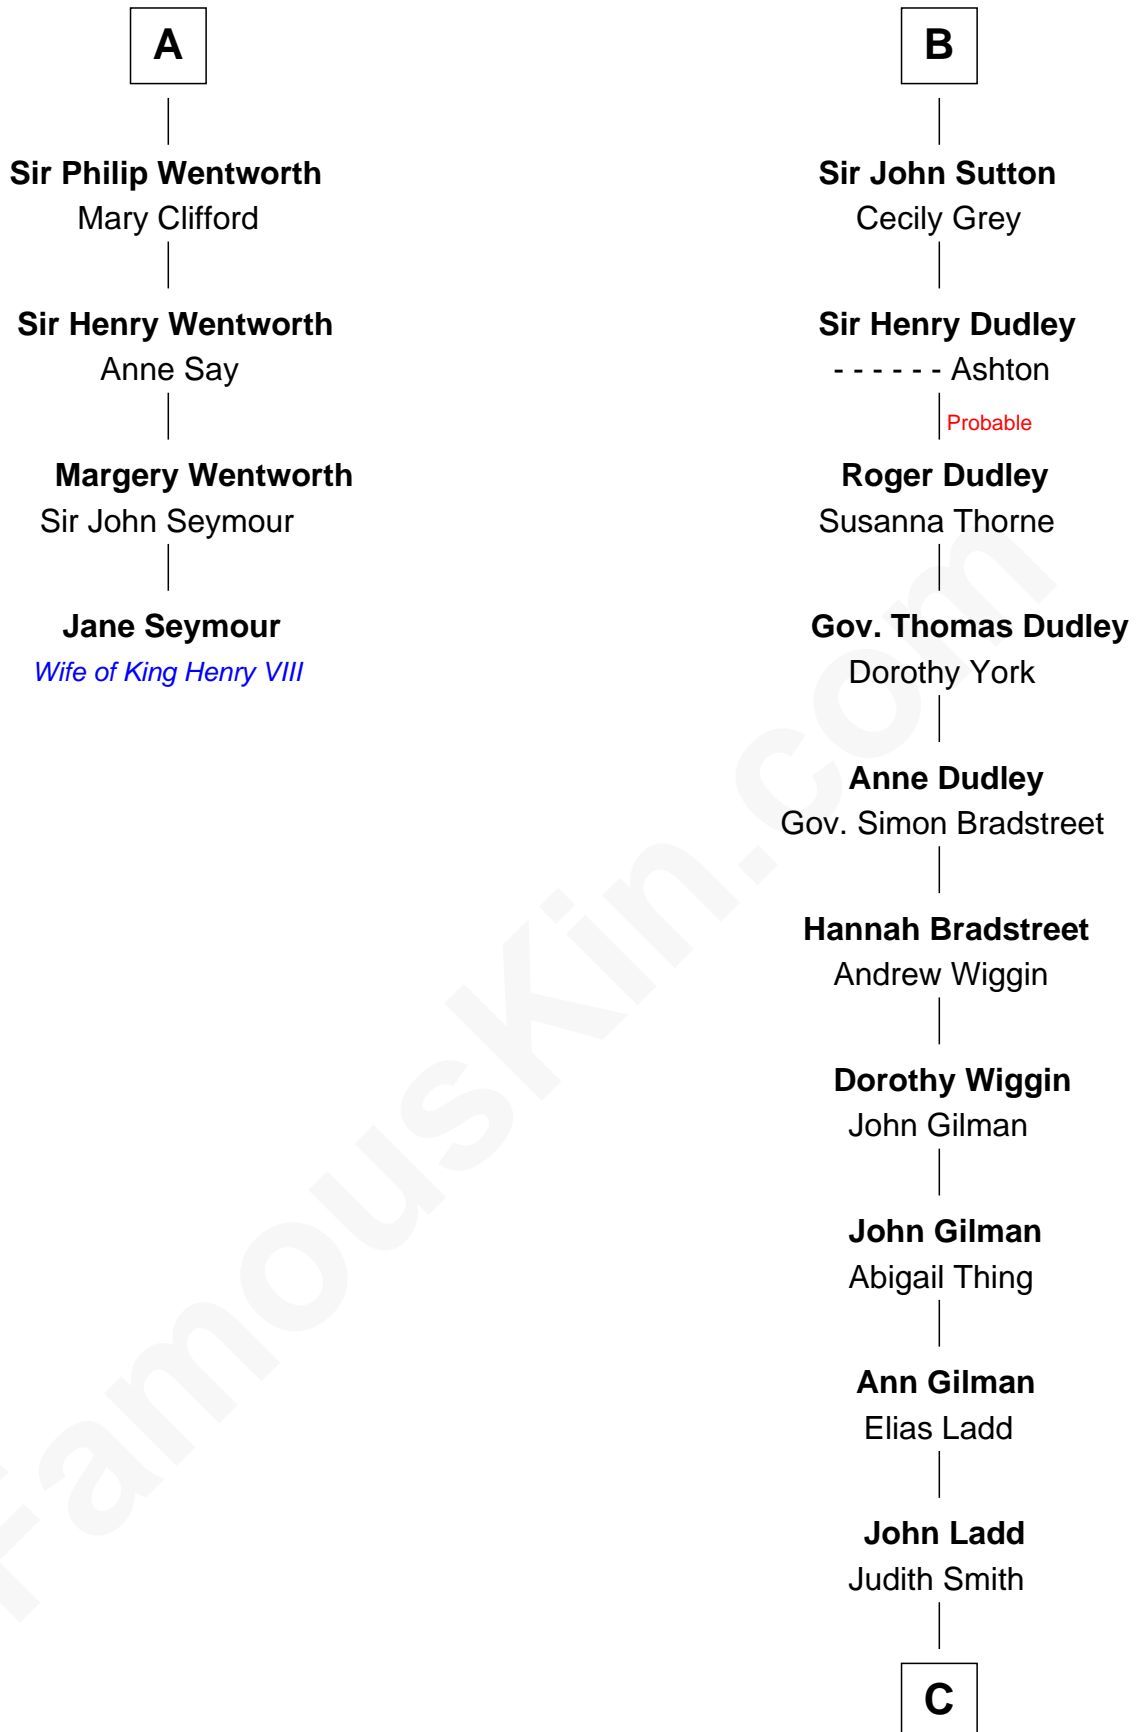 A
Sir Philip Wentworth
Mary Clifford
Sir Henry Wentworth
Anne Say
Margery Wentworth
Sir John Seymour
Jane Seymour
Wife of King Henry VIII
B
Sir John Sutton
Cecily Grey
Sir Henry Dudley
- - - - - - Ashton
Probable
Roger Dudley
Susanna Thorne
Gov. Thomas Dudley
Dorothy York
Anne Dudley
Gov. Simon Bradstreet
Hannah Bradstreet
Andrew Wiggin
Dorothy Wiggin
John Gilman
John Gilman
Abigail Thing
Ann Gilman
Elias Ladd
John Ladd
Judith Smith
C
FamousKin.com